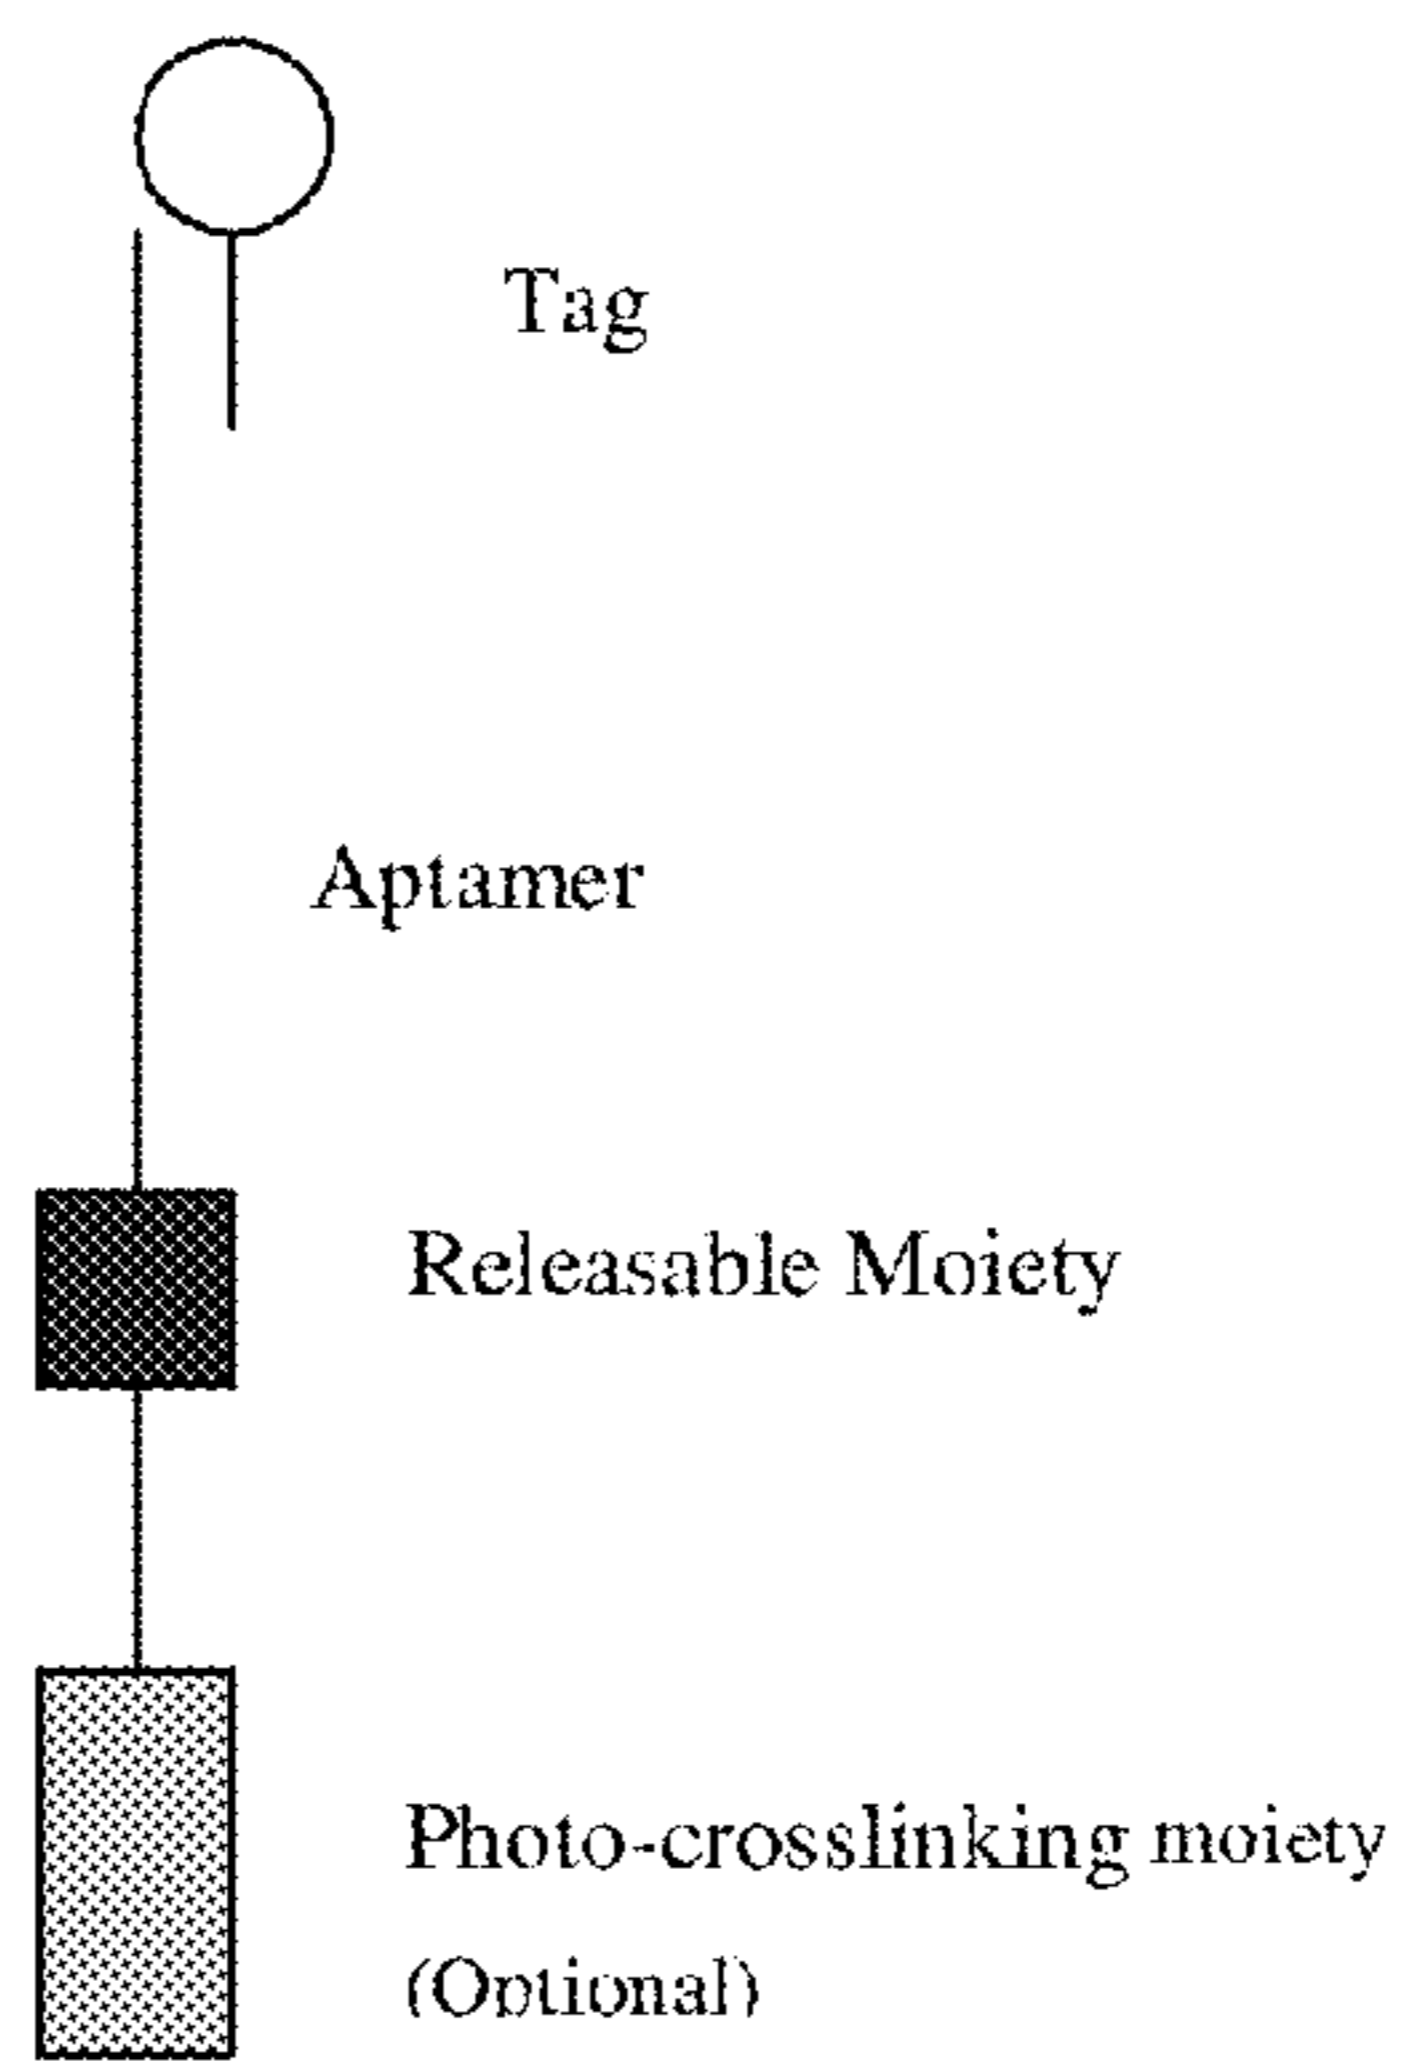 Tag
Aptamer
Releasable Moiety
Photo-crosslinking moiety
(Optional)